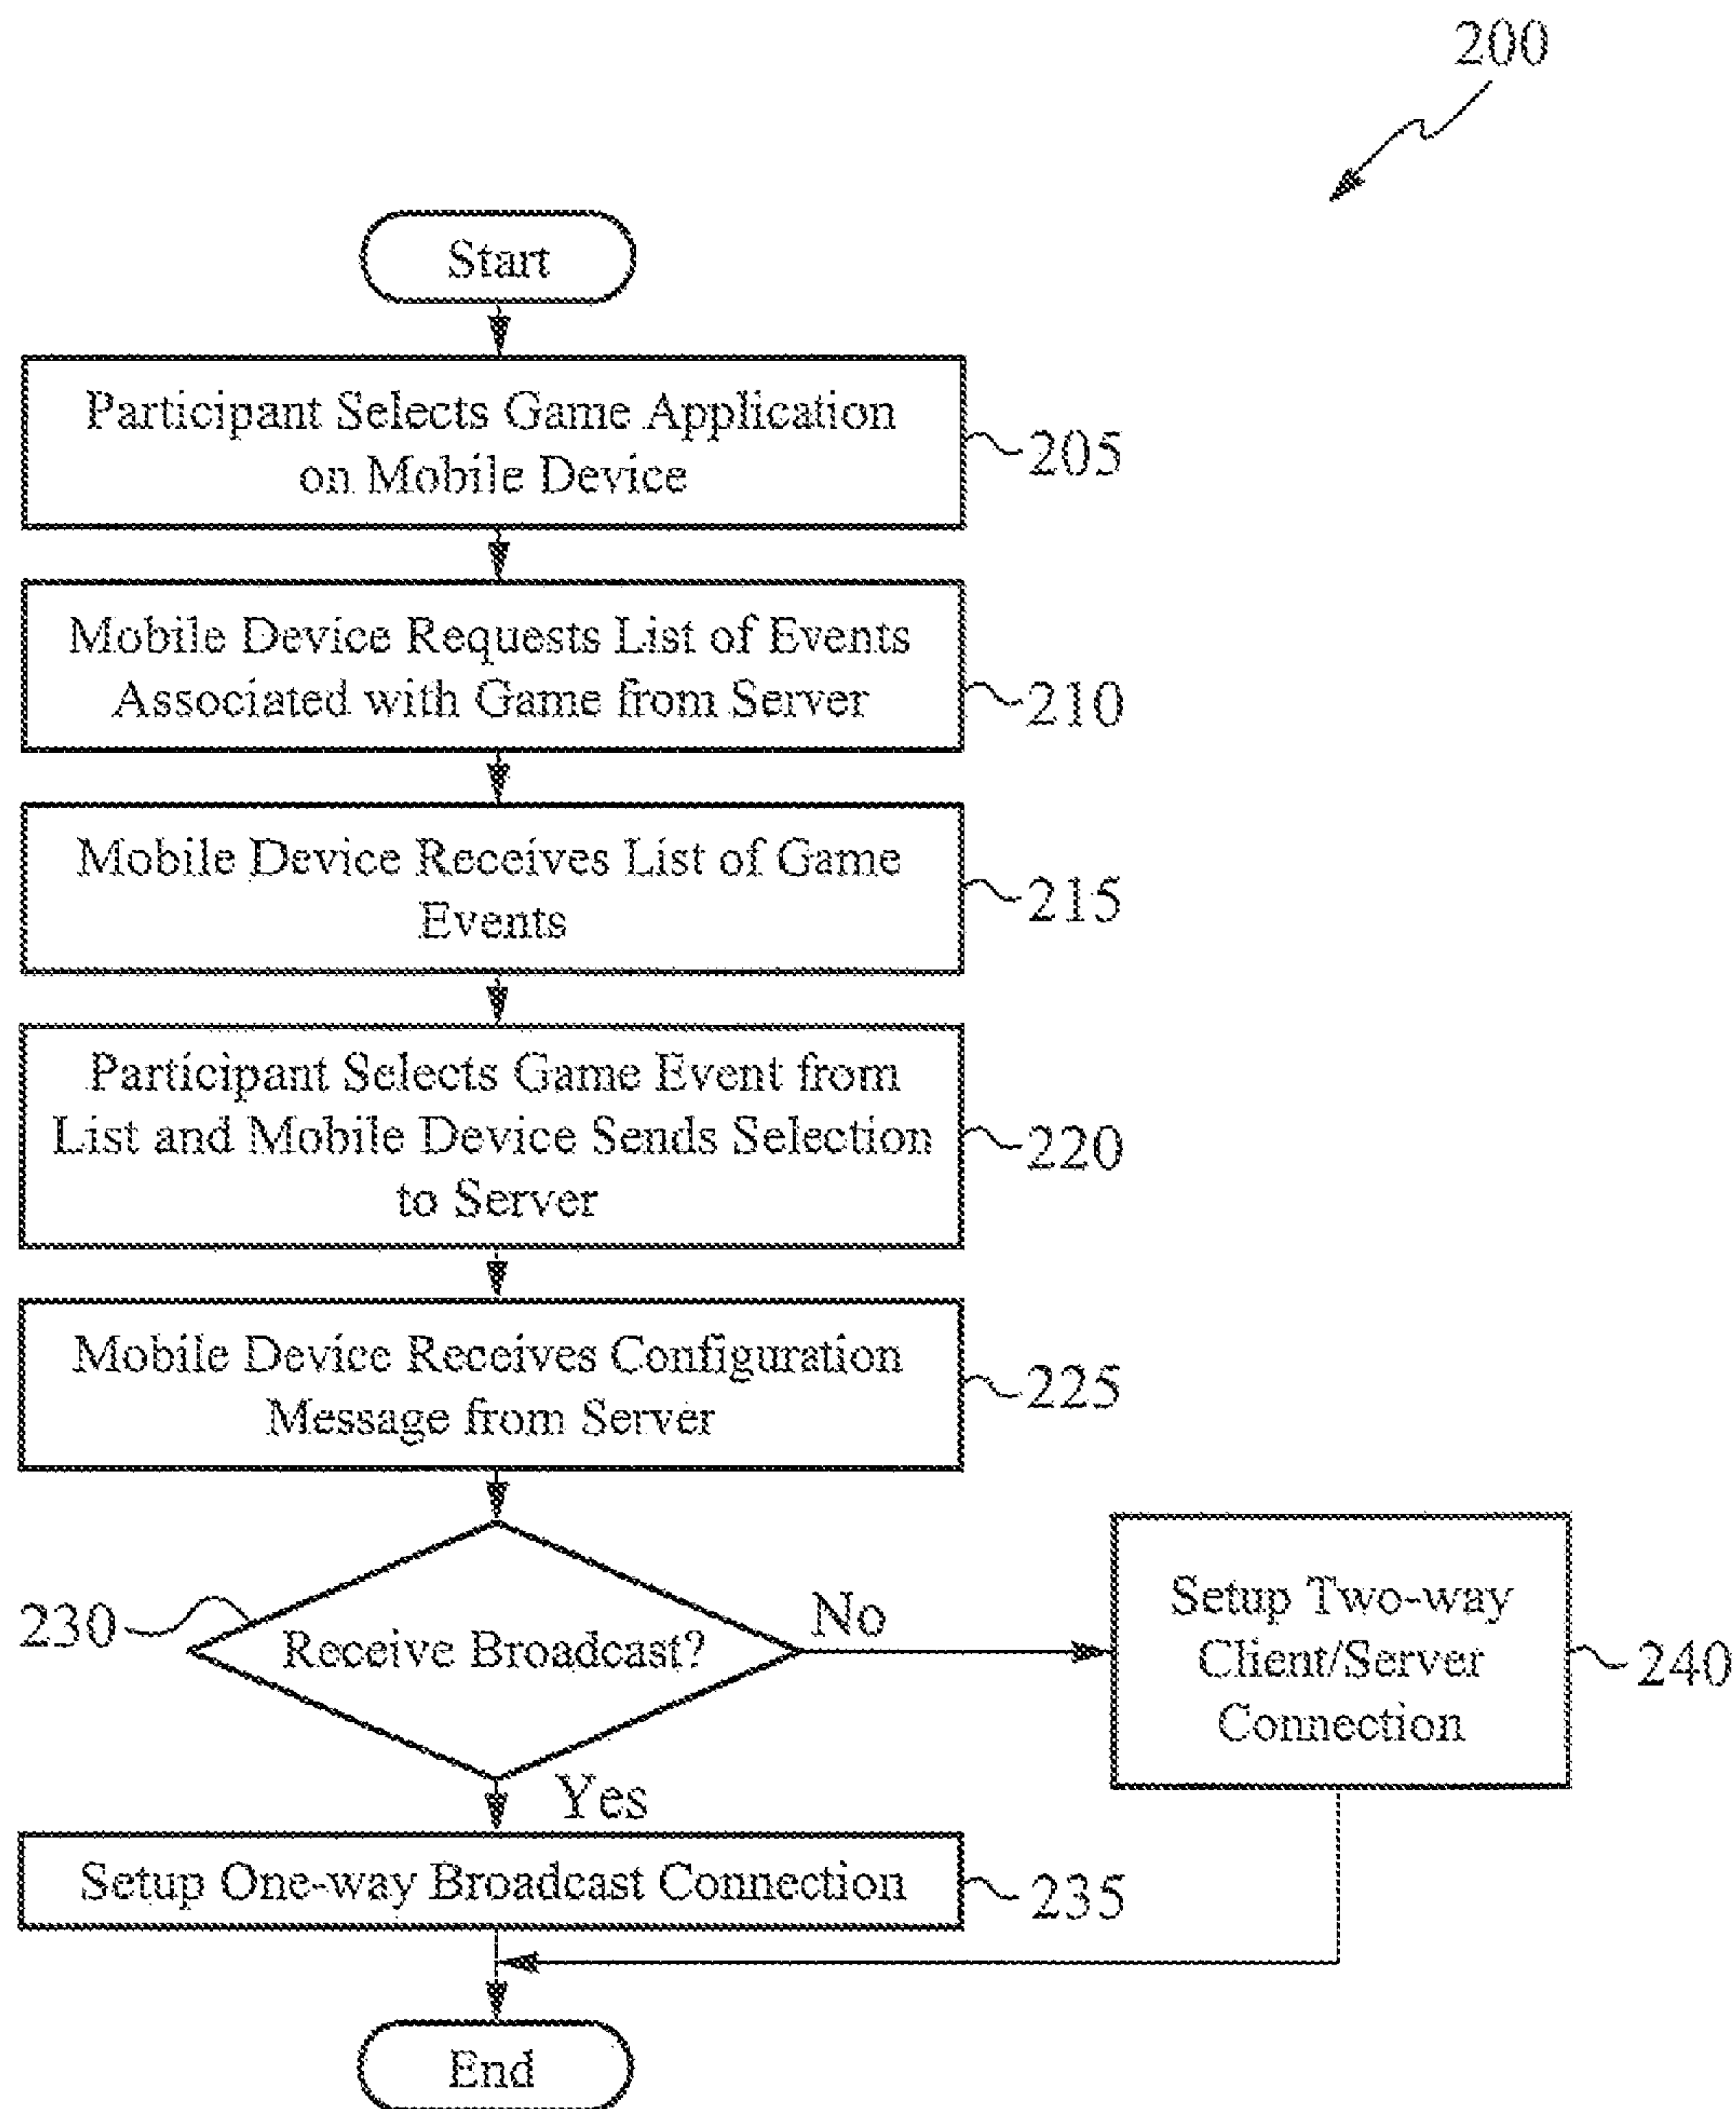 200
Start
Participant Selects Game Application
on Mobile Device
205
Mobile Device Requests List of Events
Associated with Game from Server
210
Mobile Device Receives List of Game
Events
215
Participant Selects Game Event from
List and Mobile Device Sends Selection
to Server
220
Mobile Device Receives Configuration
Message from Server
225
230
Receive Broadcast?
No
Setup Two-way
Client/Server
Connection
240
Yes
Setup One-way Broadcast Connection
235
End